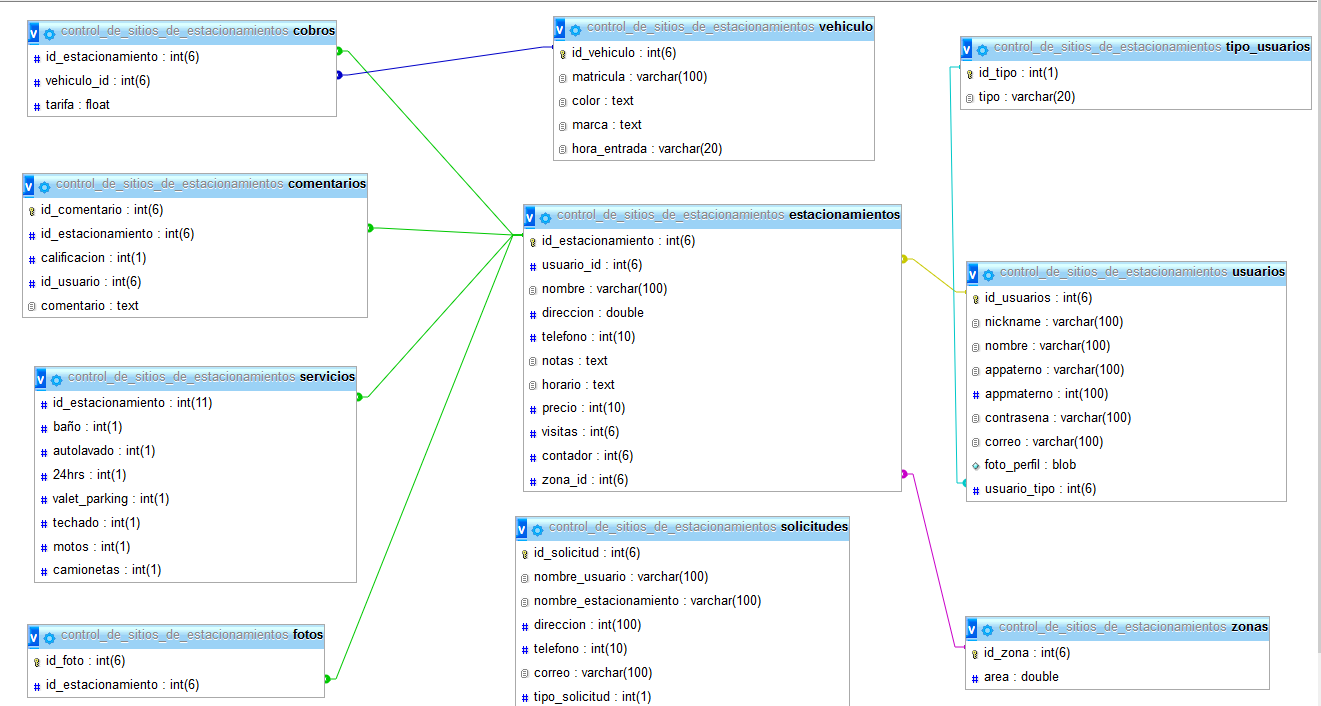 control_de_sitios_de_estacionamientos cobros
id_estacionamiento : int(6)
vehiculo_id : int(6)
tarifa : float
control_de_sitios_de_estacionamientos vehiculo
id_vehiculo : int(6)
matricula : varchar(100)
color : text
marca : text
hora_entrada : varchar(20)
control_de_sitios_de_estacionamientos tipo_usuarios
id_tipo : int(1)
tipo : varchar(20)
control_de_sitios_de_estacionamientos comentarios
id_comentario : int(6)
id_estacionamiento : int(6)
calificacion : int(1)
id_usuario : int(6)
comentario : text
control_de_sitios_de_estacionamientos estacionamientos
id_estacionamiento : int(6)
usuario_id : int(6)
nombre : varchar(100)
direccion : double
telefono : int(10)
notas : text
horario : text
precio : int(10)
visitas : int(6)
contador : int(6)
zona_id : int(6)
control_de_sitios_de_estacionamientos usuarios
id_usuarios : int(6)
nickname : varchar(100)
nombre : varchar(100)
appaterno : varchar(100)
appmaterno : int(100)
contrasena : varchar(100)
correo : varchar(100)
foto_perfil : blob
usuario_tipo : int(6)
control_de_sitios_de_estacionamientos servicios
id_estacionamiento : int(11)
baño : int(1)
autolavado : int(1)
24hrs : int(1)
valet_parking : int(1)
techado : int(1)
motos : int(1)
camionetas : int(1)
control_de_sitios_de_estacionamientos solicitudes
id_solicitud : int(6)
nombre_usuario : varchar(100)
nombre_estacionamiento : varchar(100)
direccion : int(100)
telefono : int(10)
correo : varchar(100)
tipo_solicitud : int(1)
control_de_sitios_de_estacionamientos fotos
id_foto : int(6)
id_estacionamiento : int(6)
control_de_sitios_de_estacionamientos zonas
id_zona : int(6)
area : double